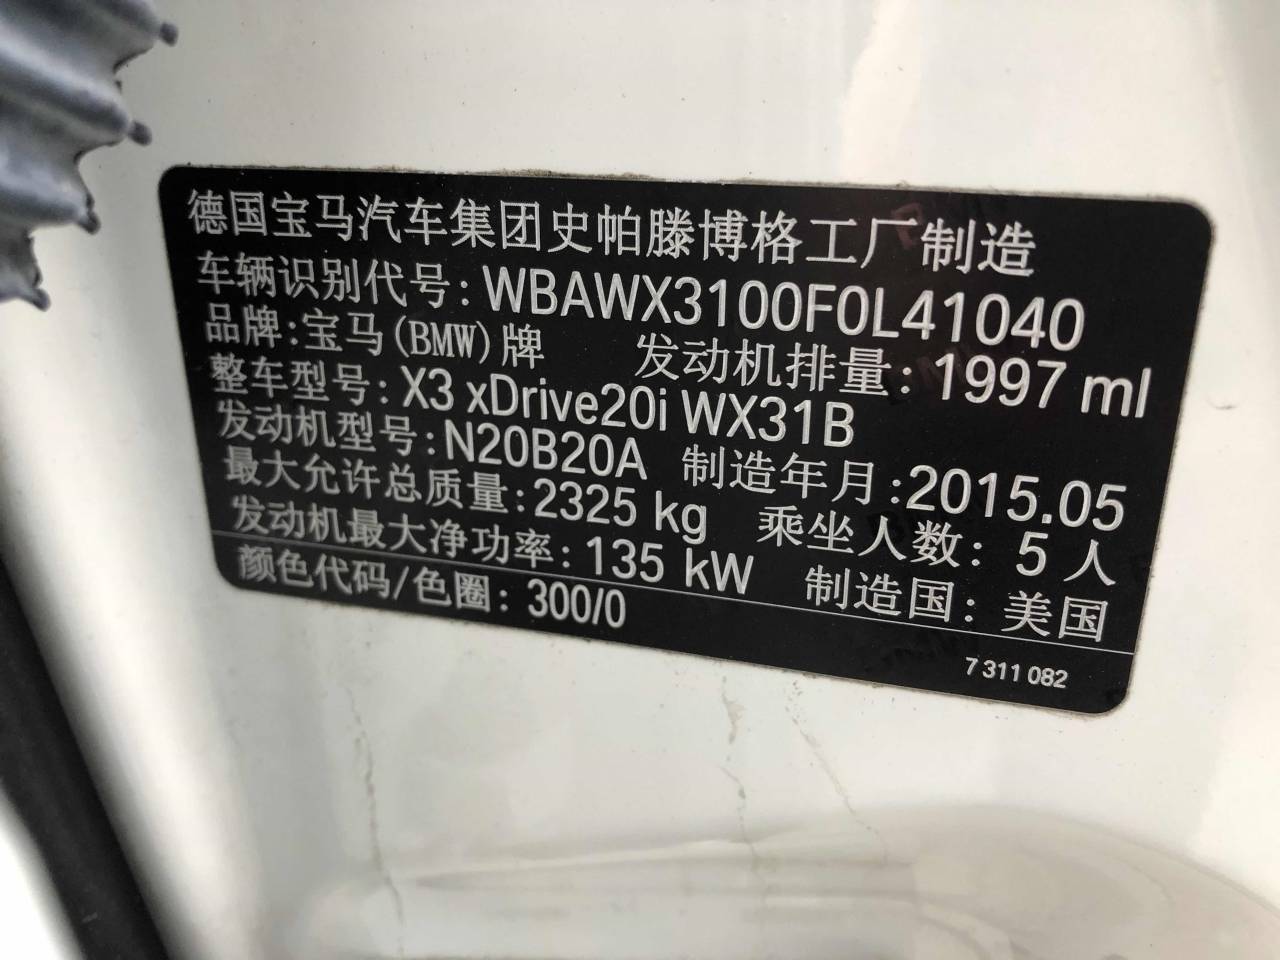 德国宝马汽车集团史帕滕博格工厂制造
车辆识别代号: WBAWX3100F0L41040
品牌: 宝马(BMW)牌 发动机排量: 1997 ml
整车型号: X3 xDrive20i WX31B
发动机型号: N20B20A 制造年月: 2015.05
最大允许总质量: 2325 kg 乘坐人数: 5 人
发动机最大净功率: 135 kW 制造国: 美国
颜色代码/色圈: 300/0
7 311 082